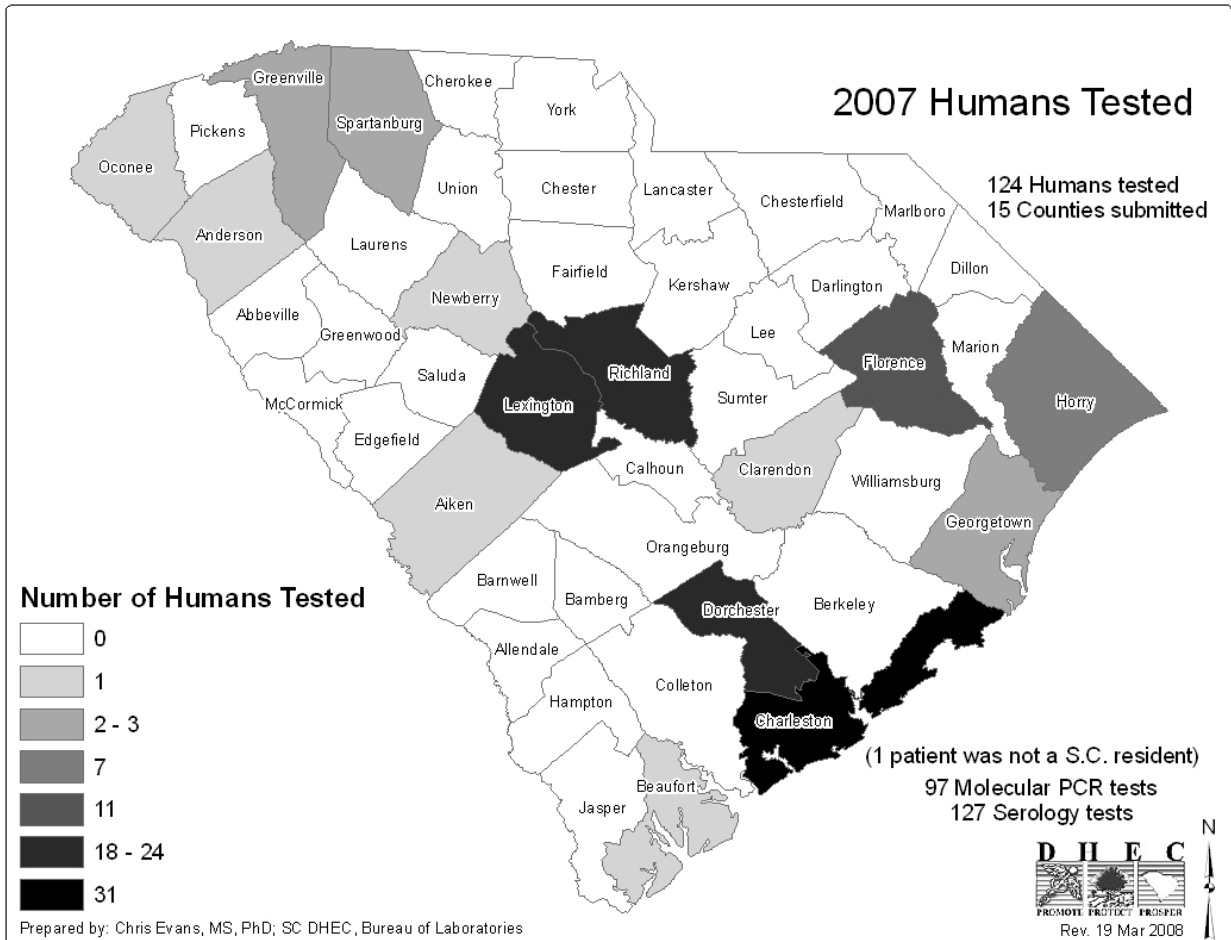 2007 Humans Tested
124 Humans tested
15 Counties submitted
Greenville
Cherokee
York
Spartanburg
Pickens
Oconee
Union
Chester
Lancaster
Chesterfield
Marlboro
Anderson
Laurens
Fairfield
Kershaw
Darlington
Dillon
Newberry
Abbeville
Greenwood
Lee
Marion
Saluda
Richland
Florence
McCormick
Lexington
Sumter
Horry
Edgefield
Calhoun
Clarendon
Williamsburg
Aiken
Georgetown
Orangeburg
Barnwell
Bamberg
Dorchester
Berkeley
Allendale
Colleton
Hampton
Charleston
Beaufort
Jasper
Number of Humans Tested
0
1
2 - 3
7
11
18 - 24
31
(1 patient was not a S.C. resident)
97 Molecular PCR tests
127 Serology tests
N
D H E C
PROMOTE PROTECT PROSPER
Rev. 19 Mar 2008
Prepared by: Chris Evans, MS, PhD; SC DHEC, Bureau of Laboratories